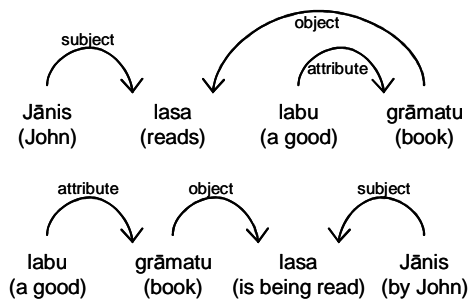 object
subject
attribute
Jānis lasa labu grāmatu
(John) (reads) (a good) (book)
attribute object subject
labu grāmatu lasa Jānis
(a good) (book) (is being read) (by John)